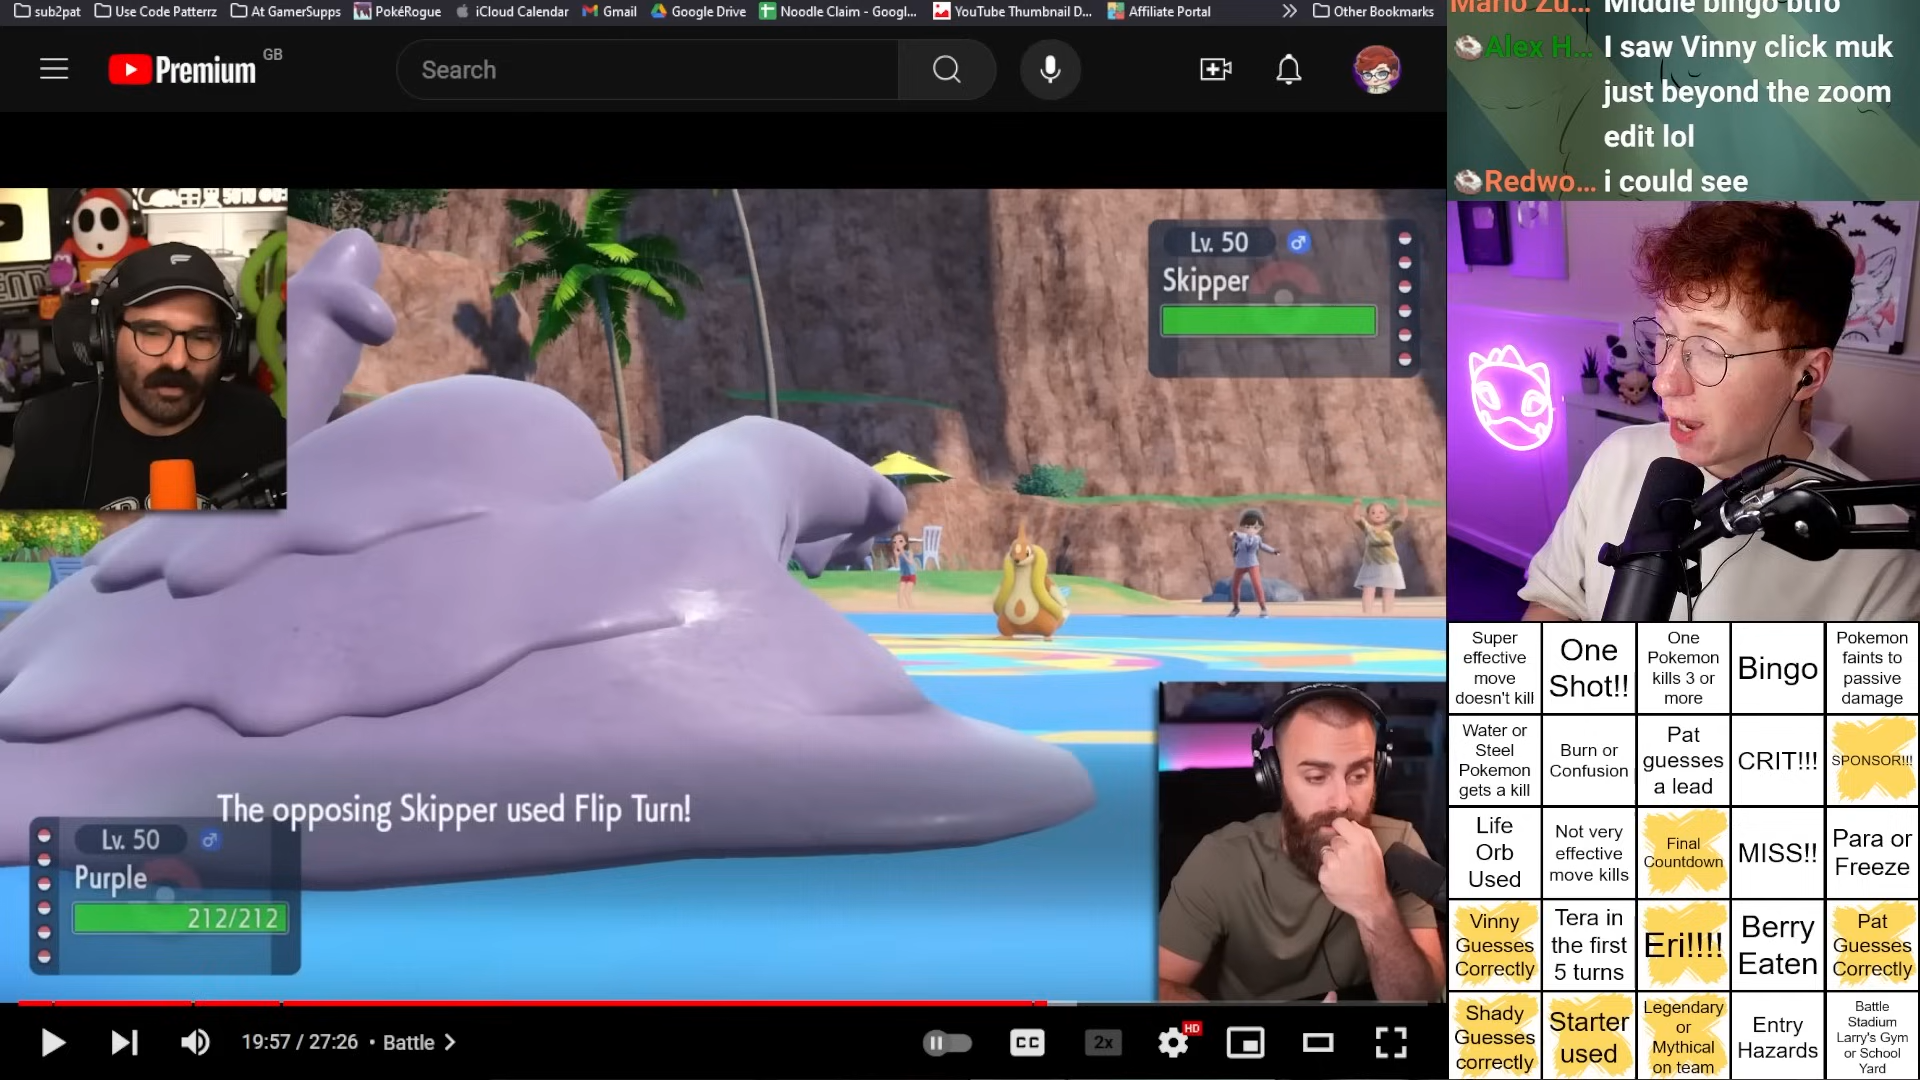 sub2pat Use Code Patterrz At GamerSupps PokéRogue iCloud Calendar Gmail Google Drive Noodle Claim - Googl... YouTube Thumbnail D... Affiliate Portal Other Bookmarks
Premium GB
Search
Mario Zu... Middle bingo btfo
Alex H... I saw Vinny click muk
just beyond the zoom
edit lol
Redwo... i could see
Lv. 50
Skipper
The opposing Skipper used Flip Turn!
Lv. 50
Purple
212/212
19:57 / 27:26 • Battle
CC
2x
HD
Super
effective
move
doesn't kill
One
Shot!!
One
Pokemon
kills 3 or
more
Bingo
Pokemon
faints to
passive
damage
Water or
Steel
Pokemon
gets a kill
Burn or
Confusion
Pat
guesses
a lead
CRIT!!!
SPONSOR!!!
Life
Orb
Used
Not very
effective
move kills
Final
Countdown
MISS!!
Para or
Freeze
Vinny
Guesses
Correctly
Tera in
the first
5 turns
Eri!!!!
Berry
Eaten
Pat
Guesses
Correctly
Shady
Guesses
correctly
Starter
used
Legendary
or
Mythical
on team
Entry
Hazards
Battle
Stadium
Larry's Gym
or School
Yard